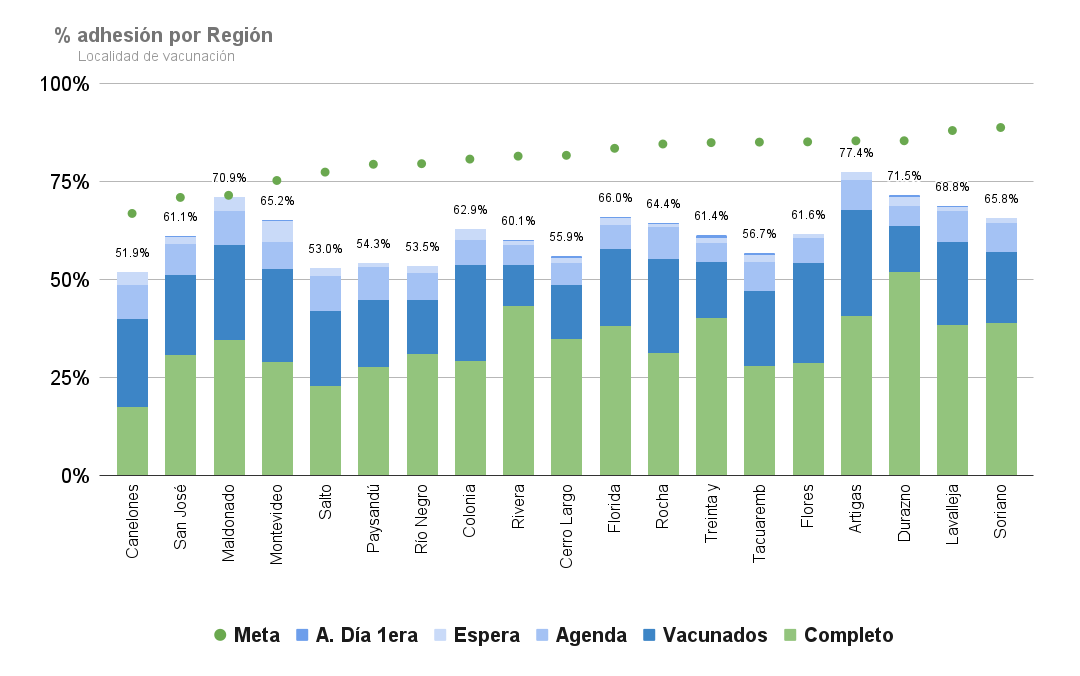 % adhesión por Región
Localidad de vacunación
100%
75%
50%
25%
0%
51.9%
61.1%
70.9%
65.2%
53.0%
54.3%
53.5%
62.9%
60.1%
55.9%
66.0%
64.4%
61.4%
56.7%
61.6%
77.4%
71.5%
68.8%
65.8%
Canelones
San José
Maldonado
Montevideo
Salto
Paysandú
Río Negro
Colonia
Rivera
Cerro Largo
Florida
Rocha
Treinta y
Tacuaremb
Flores
Artigas
Durazno
Lavalleja
Soriano
Meta
A. Día 1era
Espera
Agenda
Vacunados
Completo